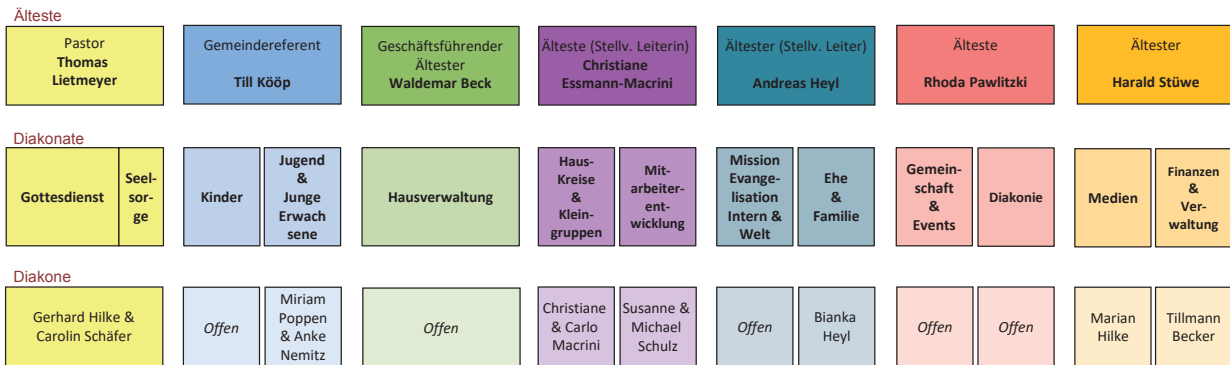 Älteste
Pastor
Thomas
Lietmeyer
Gemeindereferent
Till Kööp
Geschäftsführender
Ältester
Waldemar Beck
Älteste (Stellv. Leiterin)
Christiane
Essmann-Macrini
Ältester (Stellv. Leiter)
Andreas Heyl
Älteste
Rhoda Pawlitzki
Ältester
Harald Stüwe
Diakonate
Gottesdienst
Seel-
sor-
ge
Kinder
Jugend
&
Junge
Erwach
sene
Hausverwaltung
Haus-
Kreise
&
Klein-
gruppen
Mit-
arbeiter-
ent-
wicklung
Mission
Evange-
lisation
Intern &
Welt
Ehe
&
Familie
Gemein-
schaft
&
Events
Diakonie
Medien
Finanzen
&
Ver-
waltung
Diakone
Gerhard Hilke &
Carolin Schäfer
Offen
Miriam
Poppen
& Anke
Nemitz
Offen
Christiane
& Carlo
Macrini
Susanne &
Michael
Schulz
Offen
Bianka
Heyl
Offen
Offen
Marian
Hilke
Tillmann
Becker